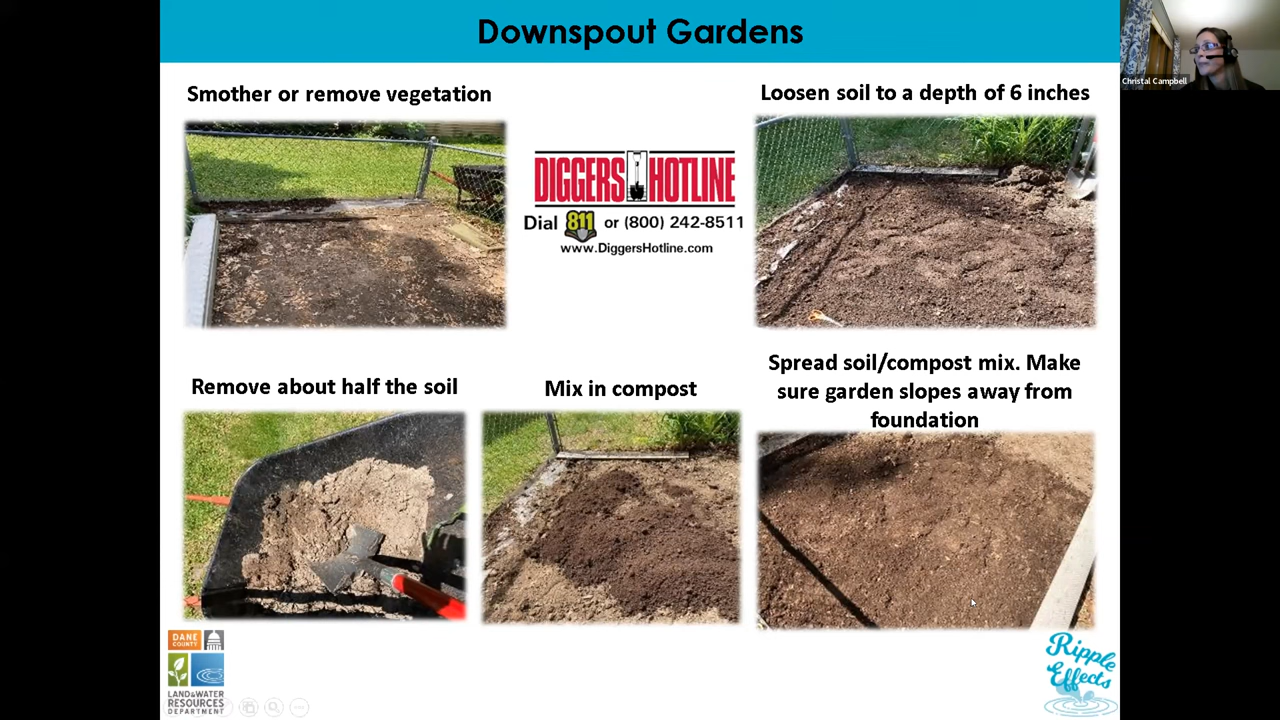 Downspout Gardens
Christal Campbell
Smother or remove vegetation
Loosen soil to a depth of 6 inches
DIGGERS HOTLINE
Dial 811 or (800) 242-8511
www.DiggersHotline.com
Remove about half the soil
Mix in compost
Spread soil/compost mix. Make
sure garden slopes away from
foundation
DANE
COUNTY
LAND & WATER
RESOURCES
DEPARTMENT
Ripple
Effects